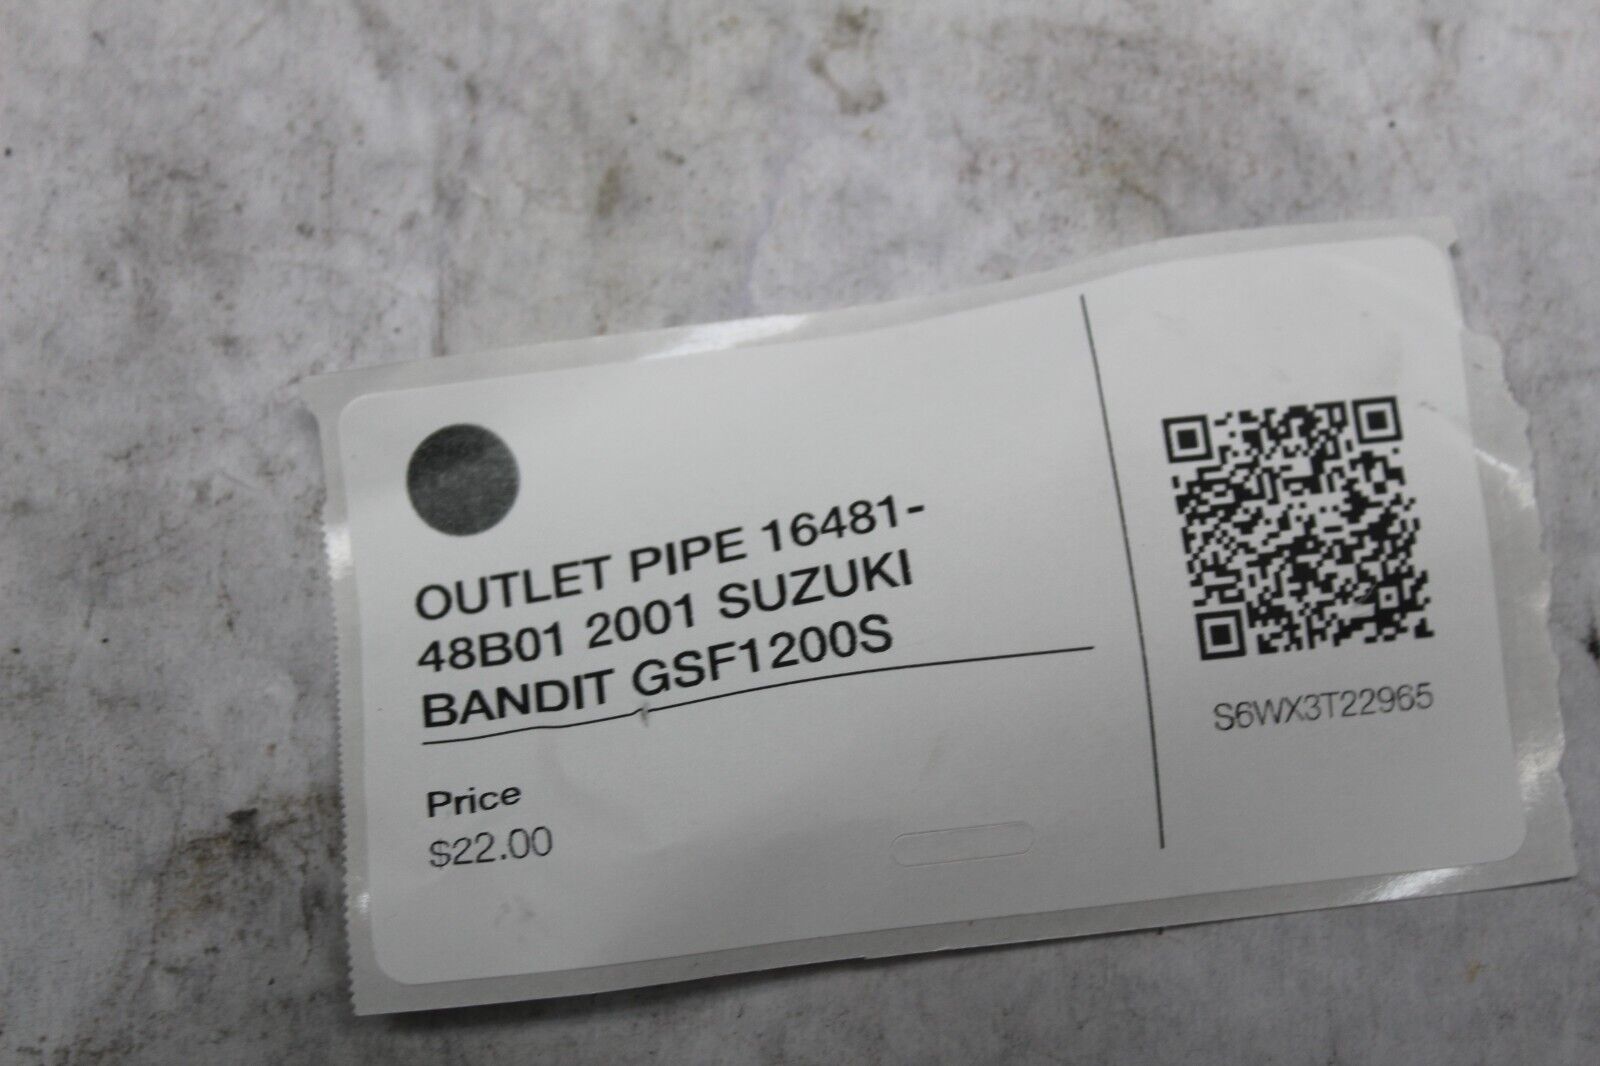 OUTLET PIPE 16481-
48B01 2001 SUZUKI
BANDIT GSF1200S
Price
$22.00
S6WX3T22965